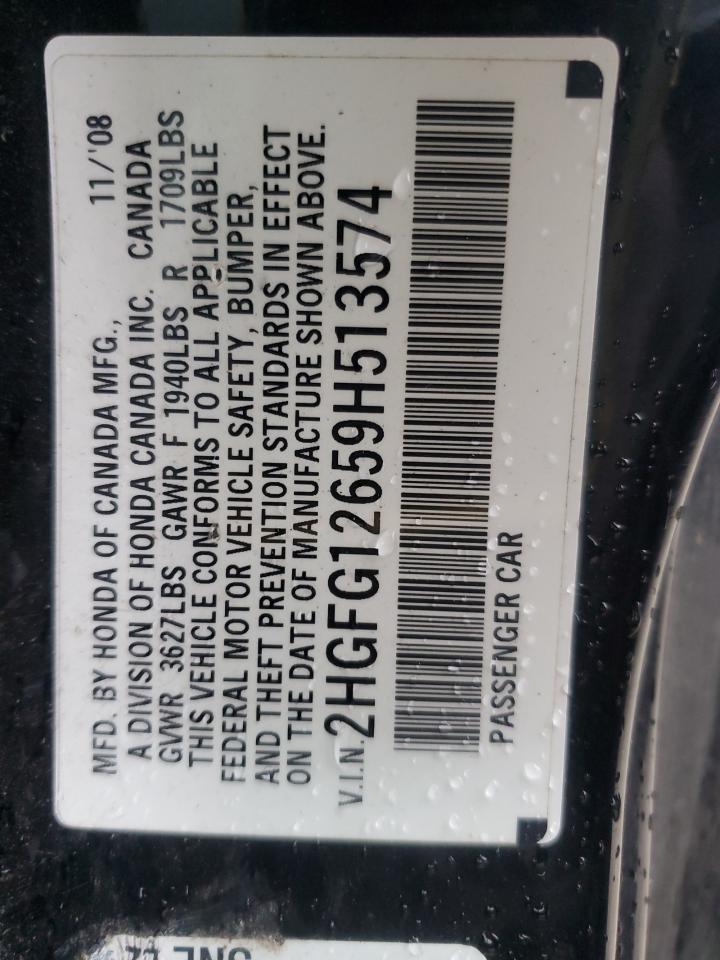 MFD. BY HONDA OF CANADA MFG., 11/'08
A DIVISION OF HONDA CANADA INC. CANADA
GVWR 3627LBS GAWR F 1940LBS R 1709LBS
THIS VEHICLE CONFORMS TO ALL APPLICABLE
FEDERAL MOTOR VEHICLE SAFETY, BUMPER,
AND THEFT PREVENTION STANDARDS IN EFFECT
ON THE DATE OF MANUFACTURE SHOWN ABOVE.
V.I.N. 2HGFG12659H513574
PASSENGER CAR